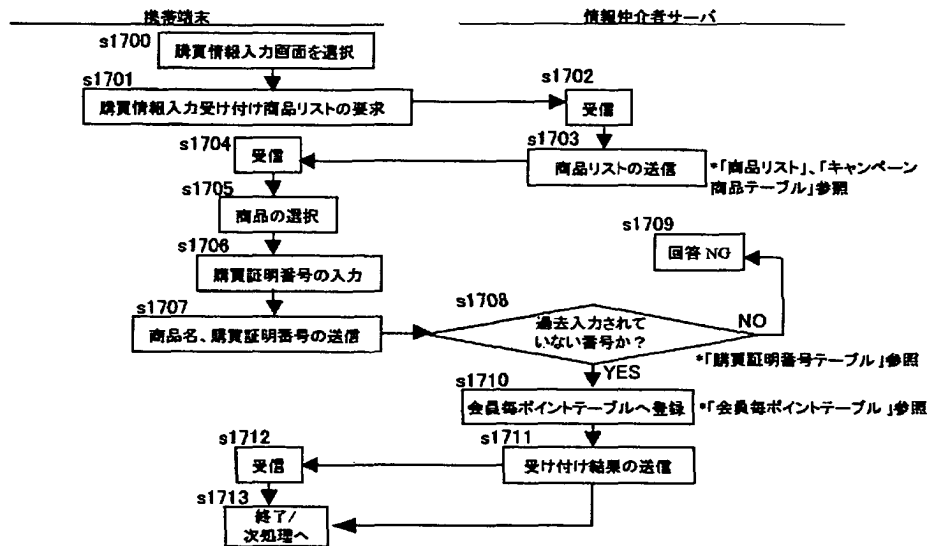 携帯端末
情報仲介者サーバ
s1700
購買情報入力画面を選択
s1701
購買情報入力受け付け商品リストの要求
s1702
受信
s1703
商品リストの送信
*「商品リスト」、「キャンペーン
商品テーブル」参照
s1704
受信
s1705
商品の選択
s1706
購買証明番号の入力
s1707
商品名、購買証明番号の送信
s1708
過去入力されて
いない番号か?
NO
s1709
回答 NG
*「購買証明番号テーブル」参照
YES
s1710
会員毎ポイントテーブルへ登録
*「会員毎ポイントテーブル」参照
s1711
受け付け結果の送信
s1712
受信
s1713
終了/
次処理へ